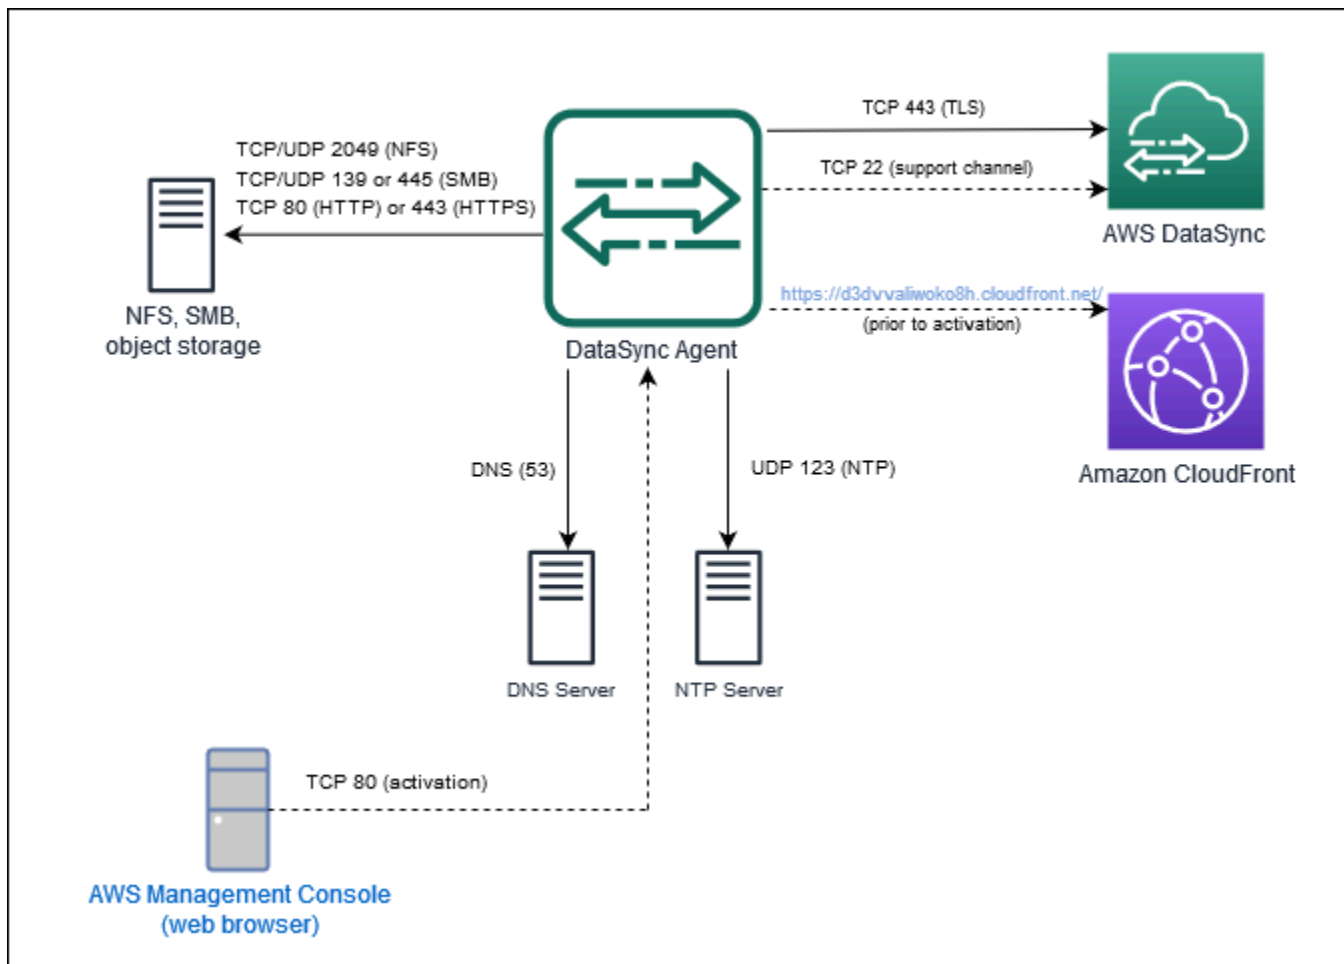 TCP 443 (TLS)
TCP/UDP 2049 (NFS)
TCP/UDP 139 or 445 (SMB)
TCP 80 (HTTP) or 443 (HTTPS)
TCP 22 (support channel)
AWS DataSync
NFS, SMB,
object storage
DataSync Agent
https://d3dvvaliwoko8h.cloudfront.net/
(prior to activation)
Amazon CloudFront
DNS (53)
UDP 123 (NTP)
DNS Server
NTP Server
TCP 80 (activation)
AWS Management Console
(web browser)